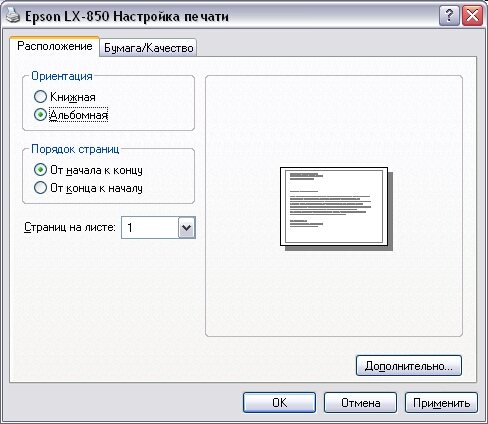 Epson LX-850 Настройка печати
Расположение
Бумага/Качество
Ориентация
Книжная
Альбомная
Порядок страниц
От начала к концу
От конца к началу
Страниц на листе: 1
Дополнительно...
OK
Отмена
Применить